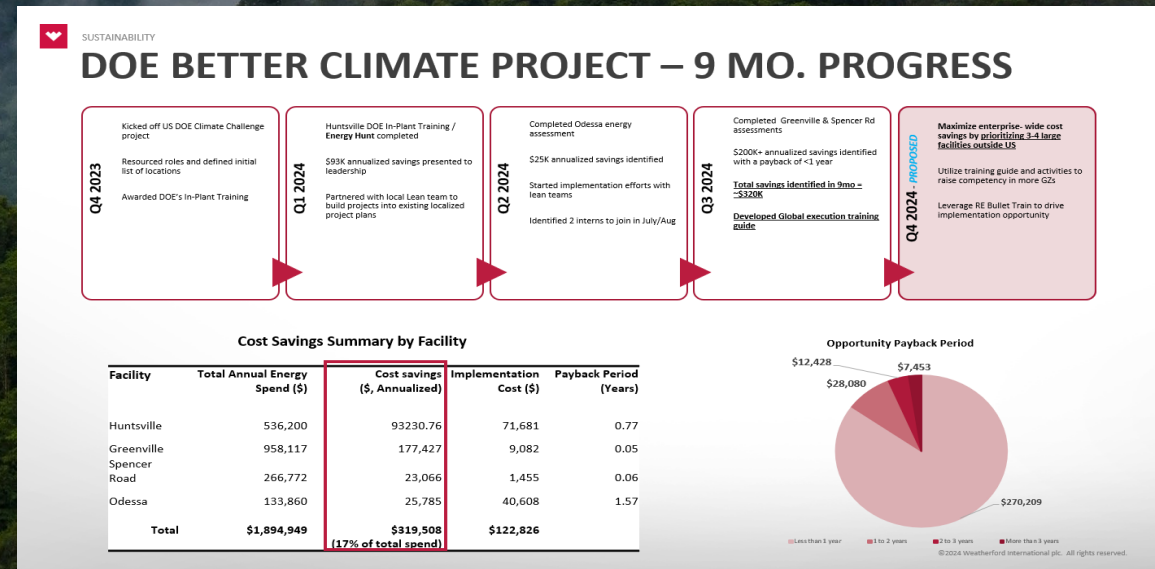 SUSTAINABILITY
DOE BETTER CLIMATE PROJECT – 9 MO. PROGRESS
Q4 2023
Kicked off US DOE Climate Challenge
project
Resourced roles and defined initial
list of locations
Awarded DOE's In-Plant Training
Q1 2024
Huntsville DOE In-Plant Training /
Energy Hunt completed
$93K annualized savings presented to
leadership
Partnered with local Lean team to
build projects into existing localized
project plans
Q2 2024
Completed Odessa energy
assessment
$25K annualized savings identified
Started implementation efforts with
lean teams
Identified 2 interns to join in July/Aug
Q3 2024
Completed Greenville & Spencer Rd
assessments
$200K+ annualized savings identified
with a payback of <1 year
Total savings identified in 9mo =
~$320K
Developed Global execution training
guide
Q4 2024 - PROPOSED
Maximize enterprise- wide cost
savings by prioritizing 3-4 large
facilities outside US
Utilize training guide and activities to
raise competency in more GZs
Leverage RE Bullet Train to drive
implementation opportunity
Cost Savings Summary by Facility
Facility Total Annual Energy Cost savings Implementation Payback Period
Spend ($) ($, Annualized) Cost ($) (Years)
Huntsville 536,200 93230.76 71,681 0.77
Greenville 958,117 177,427 9,082 0.05
Spencer
Road 266,772 23,066 1,455 0.06
Odessa 133,860 25,785 40,608 1.57
Total $1,894,949 $319,508 $122,826
(17% of total spend)
Opportunity Payback Period
$12,428
$7,453
$28,080
$270,209
Less than 1 year 1 to 2 years 2 to 3 years More than 3 years
©2024 Weatherford International plc. All rights reserved.